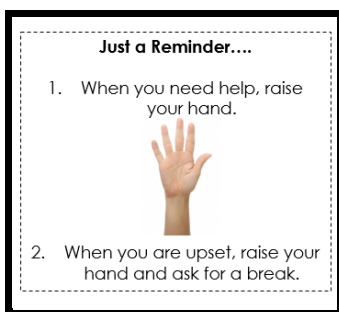 Just a Reminder....
1. When you need help, raise
your hand.
2. When you are upset, raise your
hand and ask for a break.